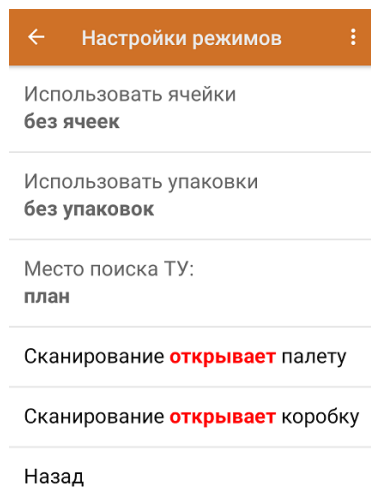 Настройки режимов
Использовать ячейки
без ячеек
Использовать упаковки
без упаковок
Место поиска ТУ:
план
Сканирование открывает палету
Сканирование открывает коробку
Назад